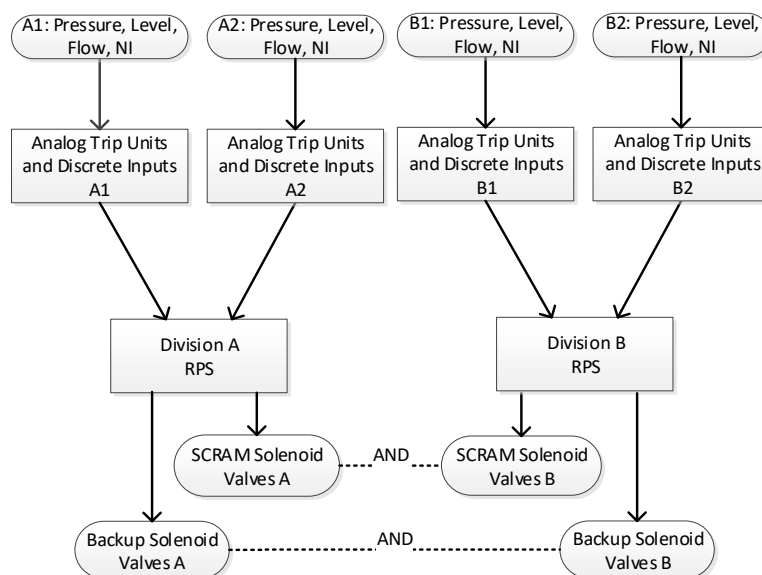 A1: Pressure, Level,
Flow, NI
A2: Pressure, Level,
Flow, NI
B1: Pressure, Level,
Flow, NI
B2: Pressure, Level,
Flow, NI
Analog Trip Units
and Discrete Inputs
A1
Analog Trip Units
and Discrete Inputs
A2
Analog Trip Units
and Discrete Inputs
B1
Analog Trip Units
and Discrete Inputs
B2
Division A
RPS
Division B
RPS
SCRAM Solenoid
Valves A
AND
SCRAM Solenoid
Valves B
Backup Solenoid
Valves A
AND
Backup Solenoid
Valves B